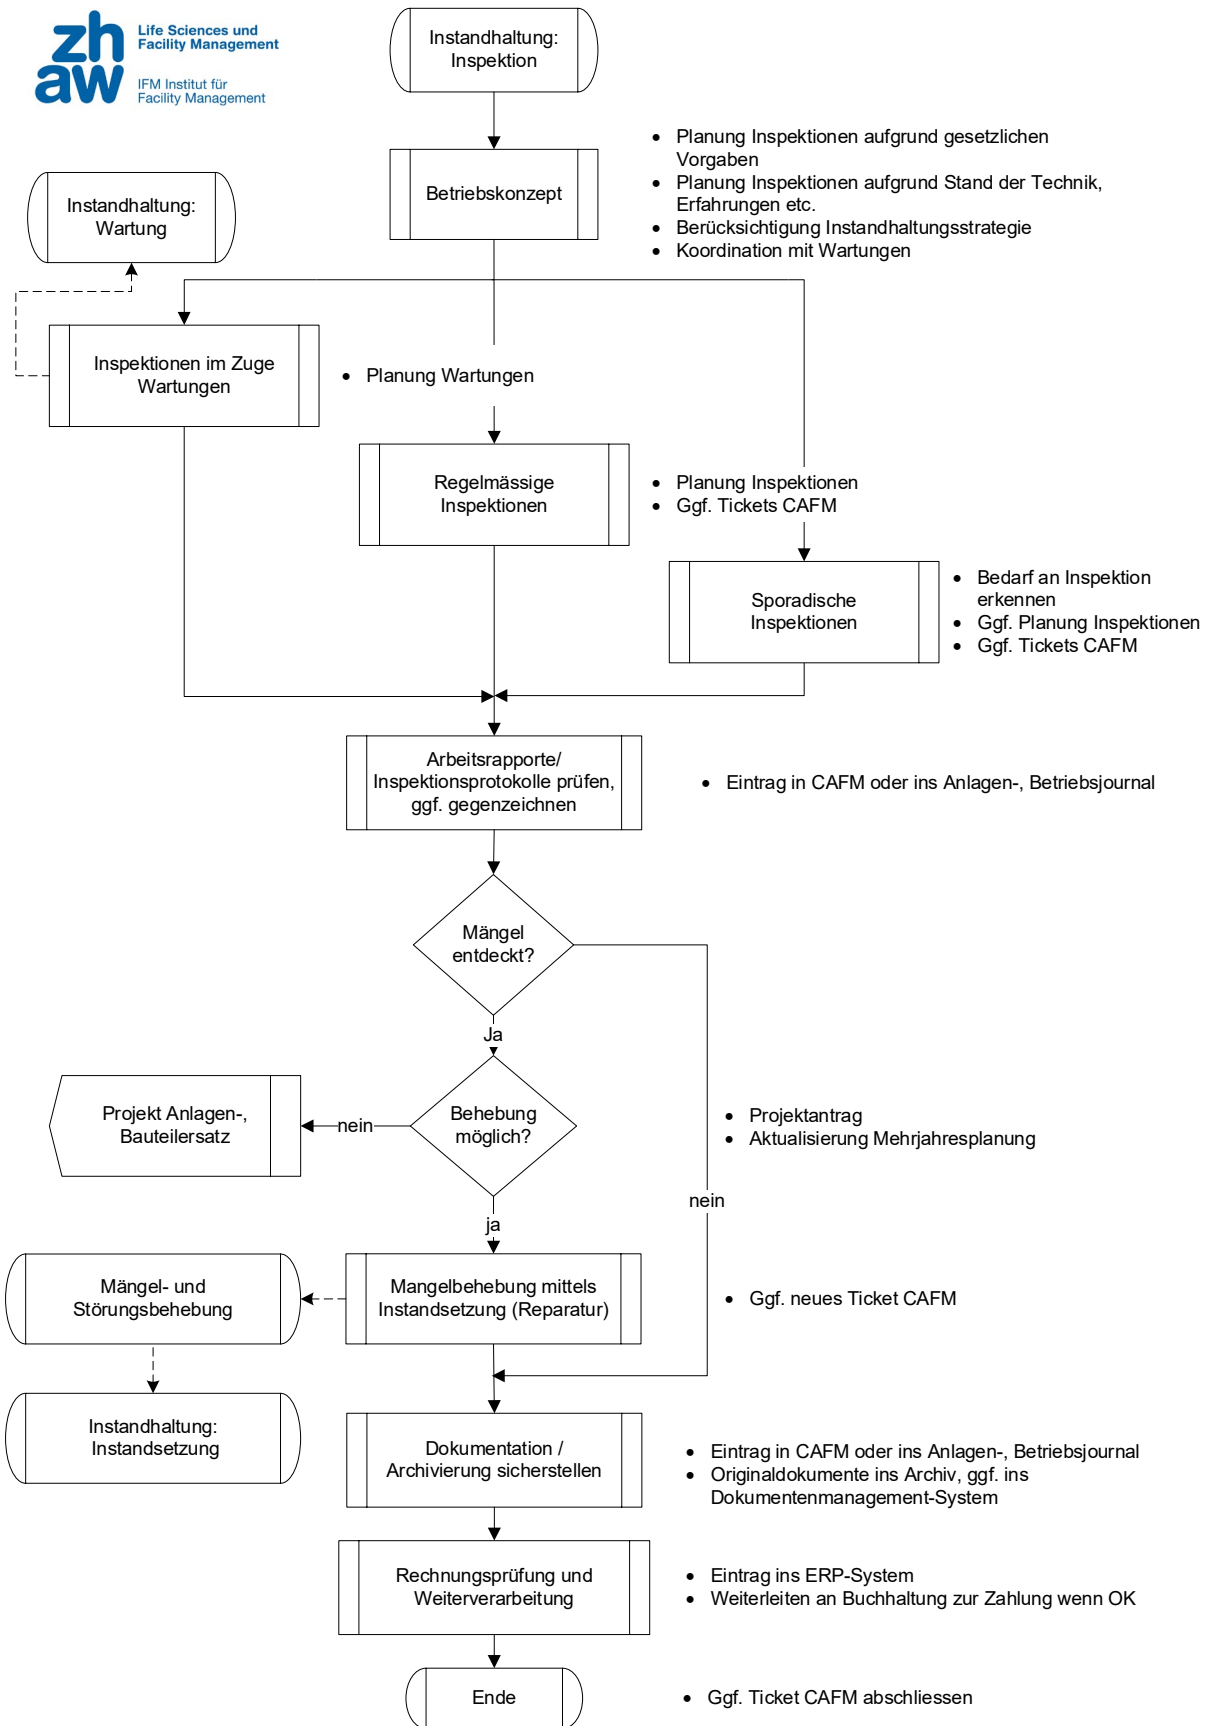 zh
aw
Life Sciences und
Facility Management
IFM Institut für
Facility Management
Instandhaltung:
Inspektion
Betriebskonzept
• Planung Inspektionen aufgrund gesetzlichen
Vorgaben
• Planung Inspektionen aufgrund Stand der Technik,
Erfahrungen etc.
• Berücksichtigung Instandhaltungsstrategie
• Koordination mit Wartungen
Instandhaltung:
Wartung
Inspektionen im Zuge
Wartungen
• Planung Wartungen
Regelmässige
Inspektionen
• Planung Inspektionen
• Ggf. Tickets CAFM
Sporadische
Inspektionen
• Bedarf an Inspektion
erkennen
• Ggf. Planung Inspektionen
• Ggf. Tickets CAFM
Arbeitsrapporte/
Inspektionsprotokolle prüfen,
ggf. gegenzeichnen
• Eintrag in CAFM oder ins Anlagen-, Betriebsjournal
Mängel
entdeckt?
Ja
Projekt Anlagen-,
Bauteilersatz
nein
Behebung
möglich?
• Projektantrag
• Aktualisierung Mehrjahresplanung
nein
ja
Mängel- und
Störungsbehebung
Mangelbehebung mittels
Instandsetzung (Reparatur)
• Ggf. neues Ticket CAFM
Instandhaltung:
Instandsetzung
Dokumentation /
Archivierung sicherstellen
• Eintrag in CAFM oder ins Anlagen-, Betriebsjournal
• Originaldokumente ins Archiv, ggf. ins
Dokumentenmanagement-System
Rechnungsprüfung und
Weiterverarbeitung
• Eintrag ins ERP-System
• Weiterleiten an Buchhaltung zur Zahlung wenn OK
Ende
• Ggf. Ticket CAFM abschliessen